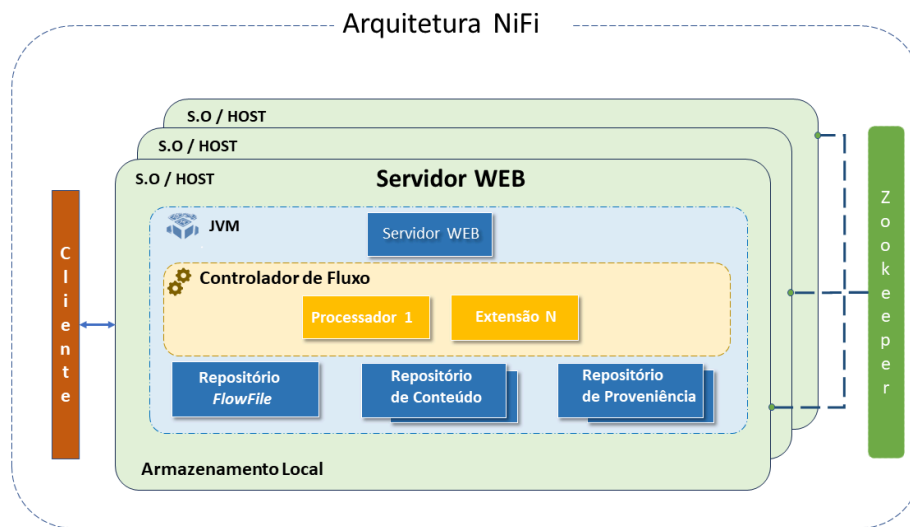 Arquitetura NiFi
S.O / HOST
S.O / HOST
S.O / HOST
Servidor WEB
JVM
Servidor WEB
Controlador de Fluxo
Processador 1
Extensão N
Repositório
FlowFile
Repositório
de Conteúdo
Repositório
de Proveniência
Armazenamento Local
Cliente
Zookeeper